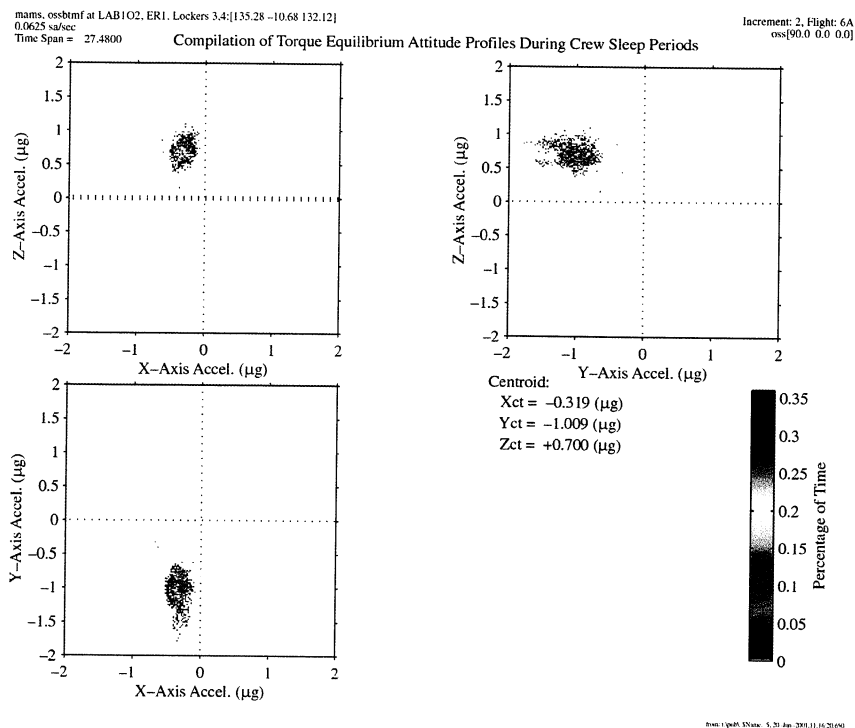 mams, ossbtmf at LAB1O2, ER1, Lockers 3,4:[135.28 −10.68 132.12]
0.0625 sa/sec
Time Span = 27.4800
Increment: 2, Flight: 6A
oss[90.0 0.0 0.0]
Compilation of Torque Equilibrium Attitude Profiles During Crew Sleep Periods
2
1.5
1
0.5
0
−0.5
−1
−1.5
−2
Z−Axis Accel. (µg)
−2
−1
0
1
2
X−Axis Accel. (µg)
2
1.5
1
0.5
0
−0.5
−1
−1.5
−2
Z−Axis Accel. (µg)
−2
−1
0
1
2
Y−Axis Accel. (µg)
2
1.5
1
0.5
0
−0.5
−1
−1.5
−2
Y−Axis Accel. (µg)
−2
−1
0
1
2
X−Axis Accel. (µg)
Centroid:
Xct = −0.319 (µg)
Yct = −1.009 (µg)
Zct = +0.700 (µg)
0.35
0.3
0.25
0.2
0.15
0.1
0.05
0
Percentage of Time